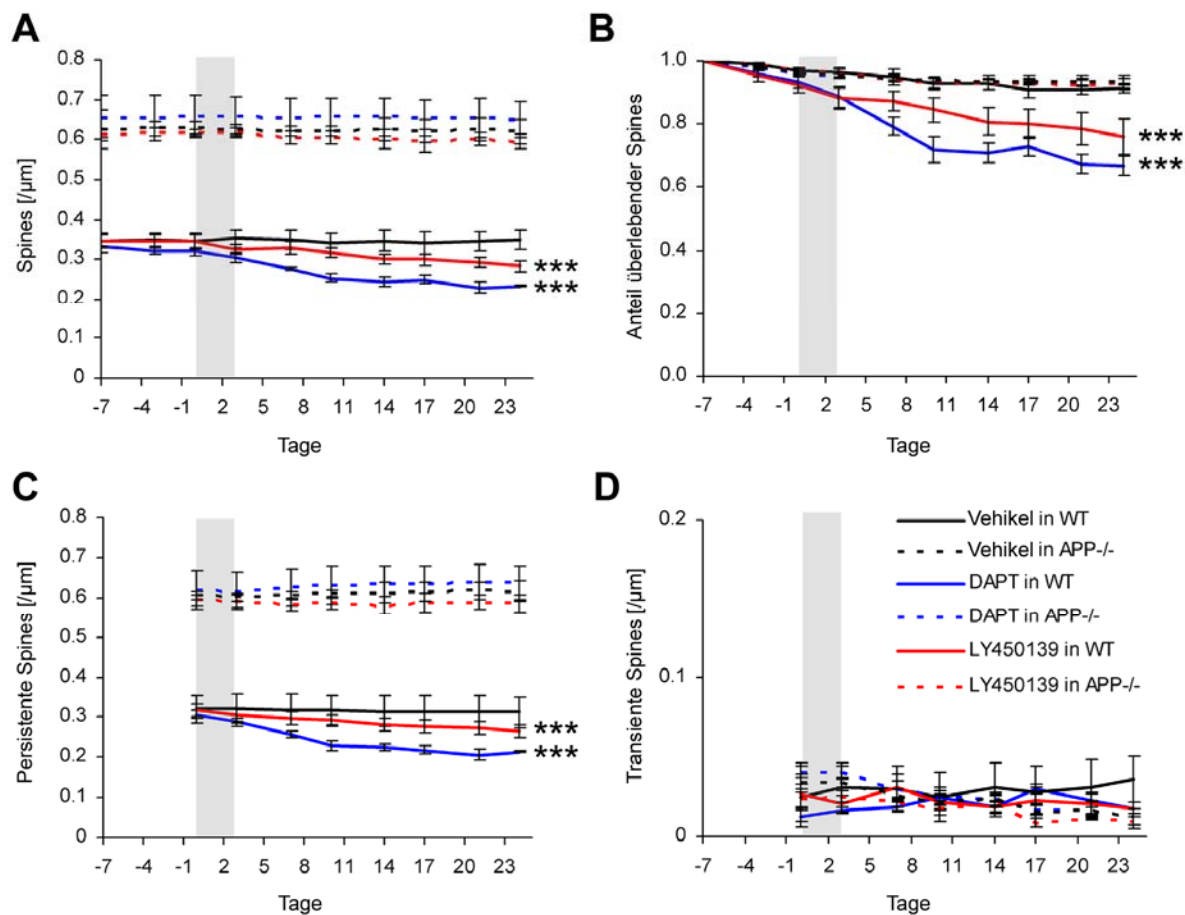 A
Spines [/µm]
0.8
0.7
0.6
0.5
0.4
0.3
0.2
0.1
0
***
***
-7 -4 -1 2 5 8 11 14 17 20 23
Tage
B
Anteil überlebender Spines
1.0
0.8
0.6
0.4
0.2
0.0
***
***
-7 -4 -1 2 5 8 11 14 17 20 23
Tage
C
Persistente Spines [/µm]
0.8
0.7
0.6
0.5
0.4
0.3
0.2
0.1
0
***
***
-7 -4 -1 2 5 8 11 14 17 20 23
Tage
D
Transiente Spines [/µm]
0.2
0.1
0
Vehikel in WT
Vehikel in APP-/-
DAPT in WT
DAPT in APP-/-
LY450139 in WT
LY450139 in APP-/-
-7 -4 -1 2 5 8 11 14 17 20 23
Tage